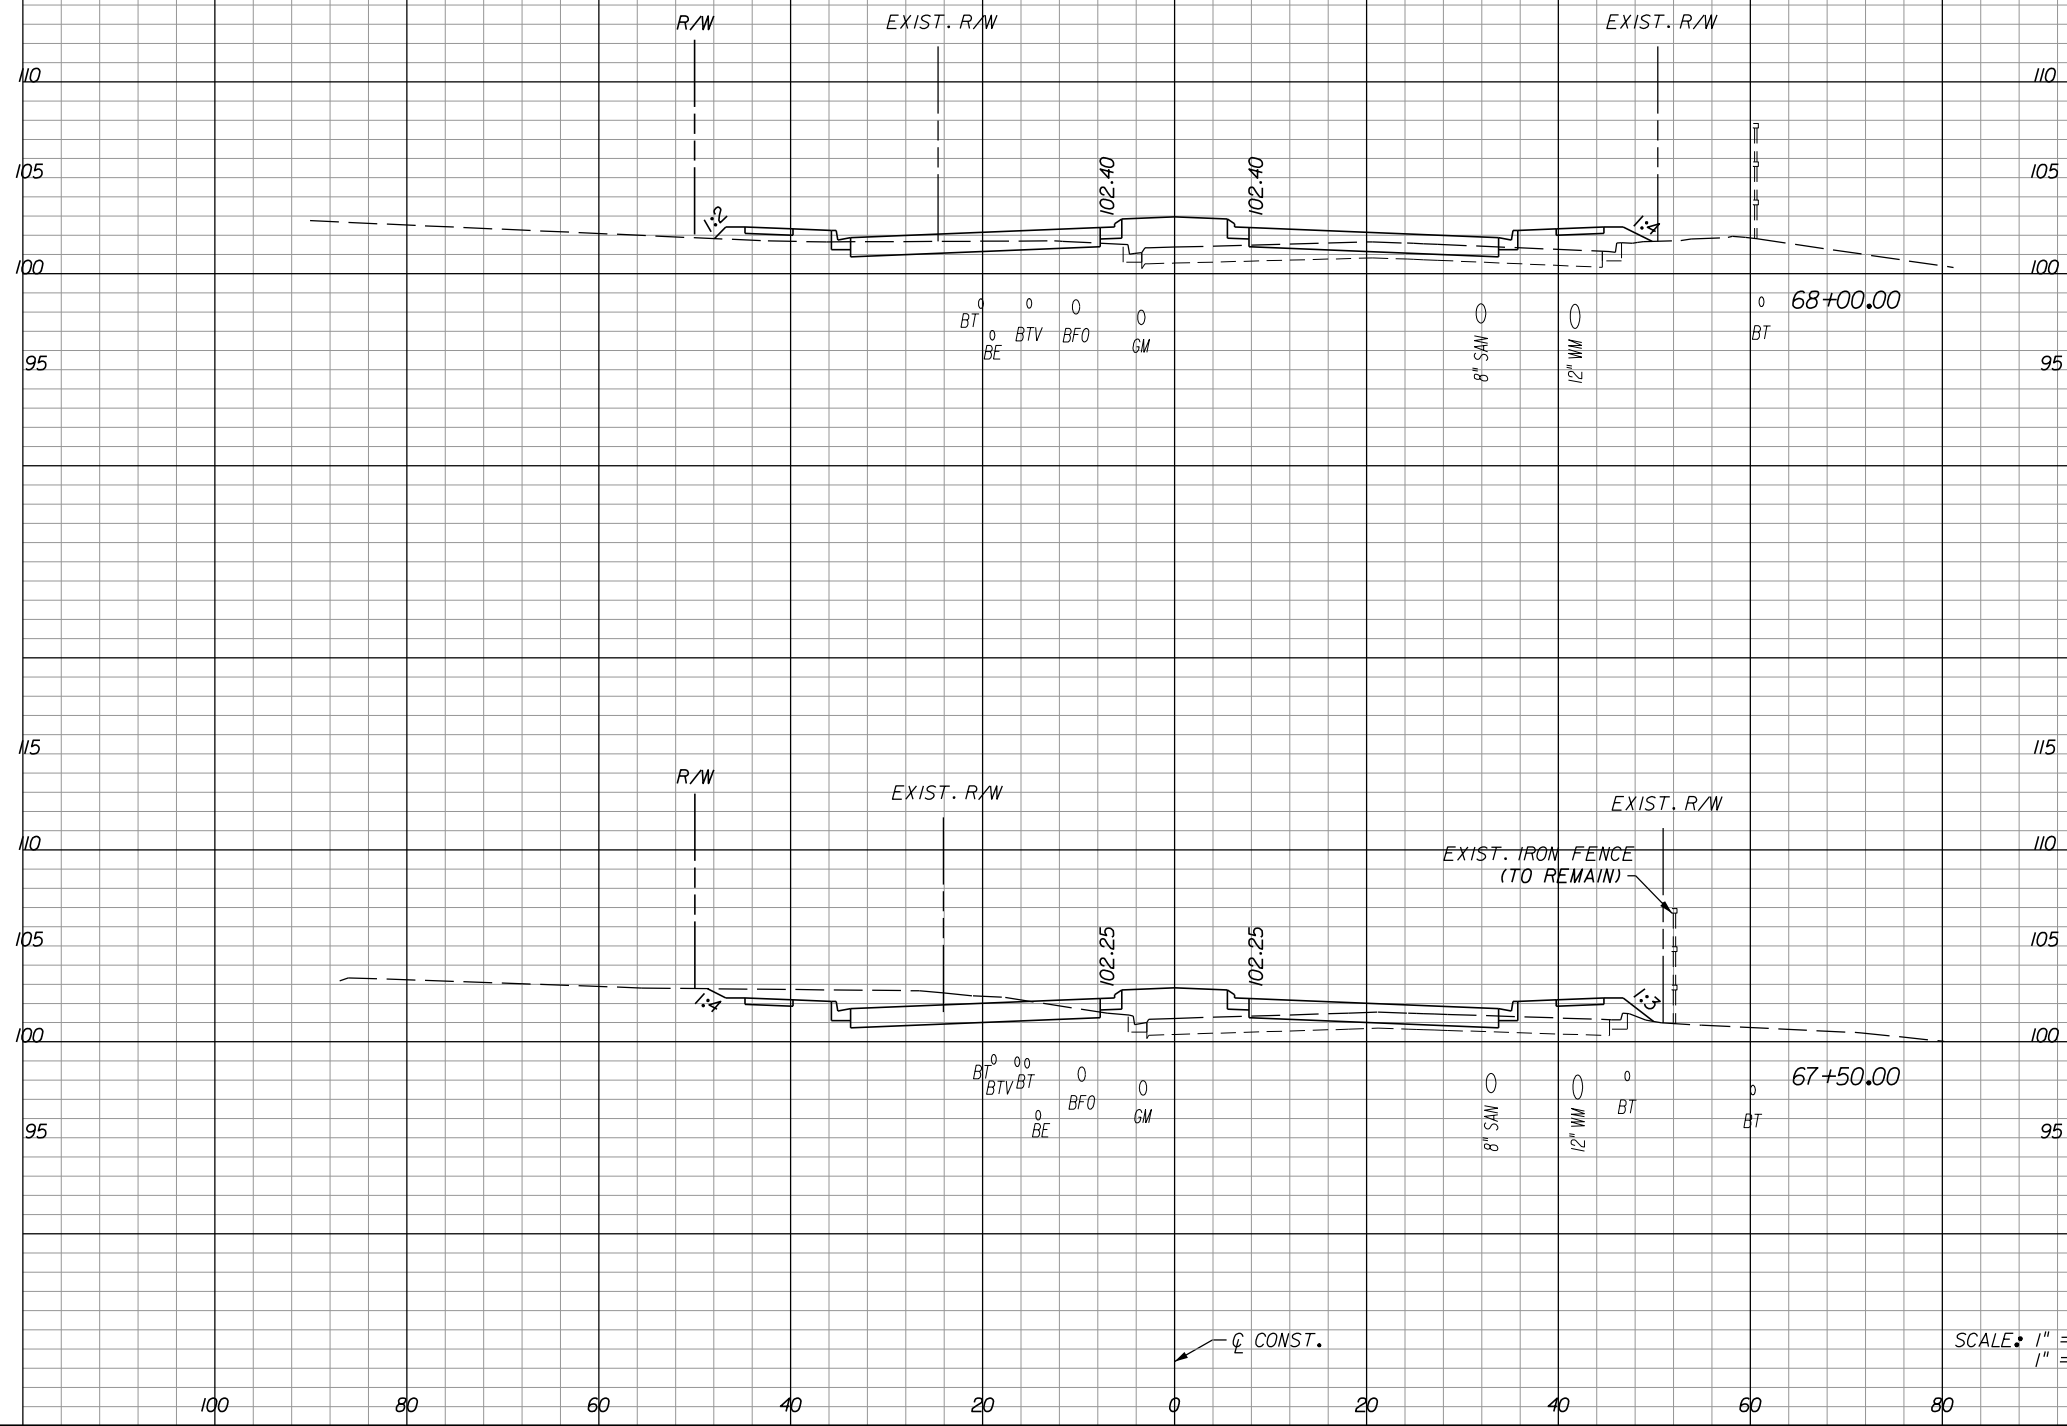 R/W EXIST. R/W EXIST. R/W
110 110
105 102.40 102.40 105
1:2 1:4
100 100
68+00.00
BT BE BTV BFO GM 8" SAN 12" WM BT
95 95
115 115
R/W EXIST. R/W EXIST. R/W
110 110
EXIST. IRON FENCE
(TO REMAIN)
105 102.25 102.25 105
1:4 1:3
100 100
67+50.00
BT BTV BT BE BFO GM 8" SAN 12" WM BT BT
95 95
℄ CONST.
SCALE: 1" =
1" =
100 80 60 40 20 0 20 40 60 80